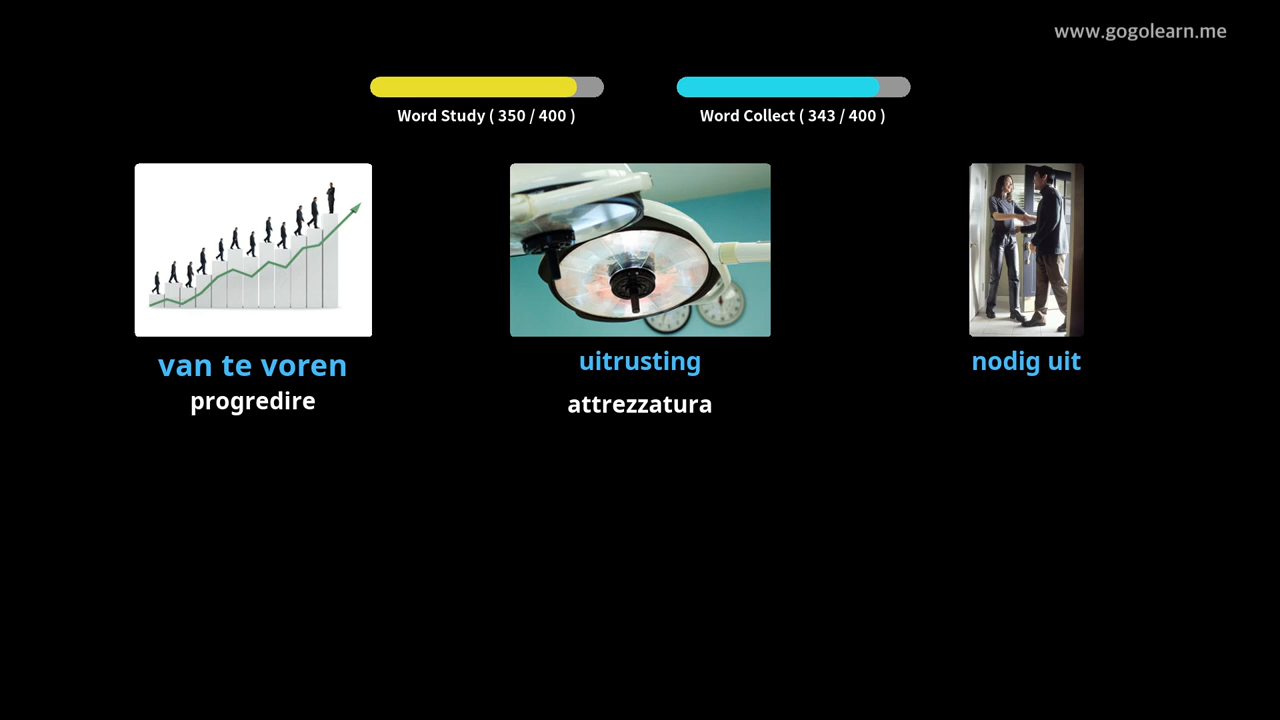 www.gogolearn.me
Word Study ( 350 / 400 )
Word Collect ( 343 / 400 )
van te voren
progredire
uitrusting
attrezzatura
nodig uit